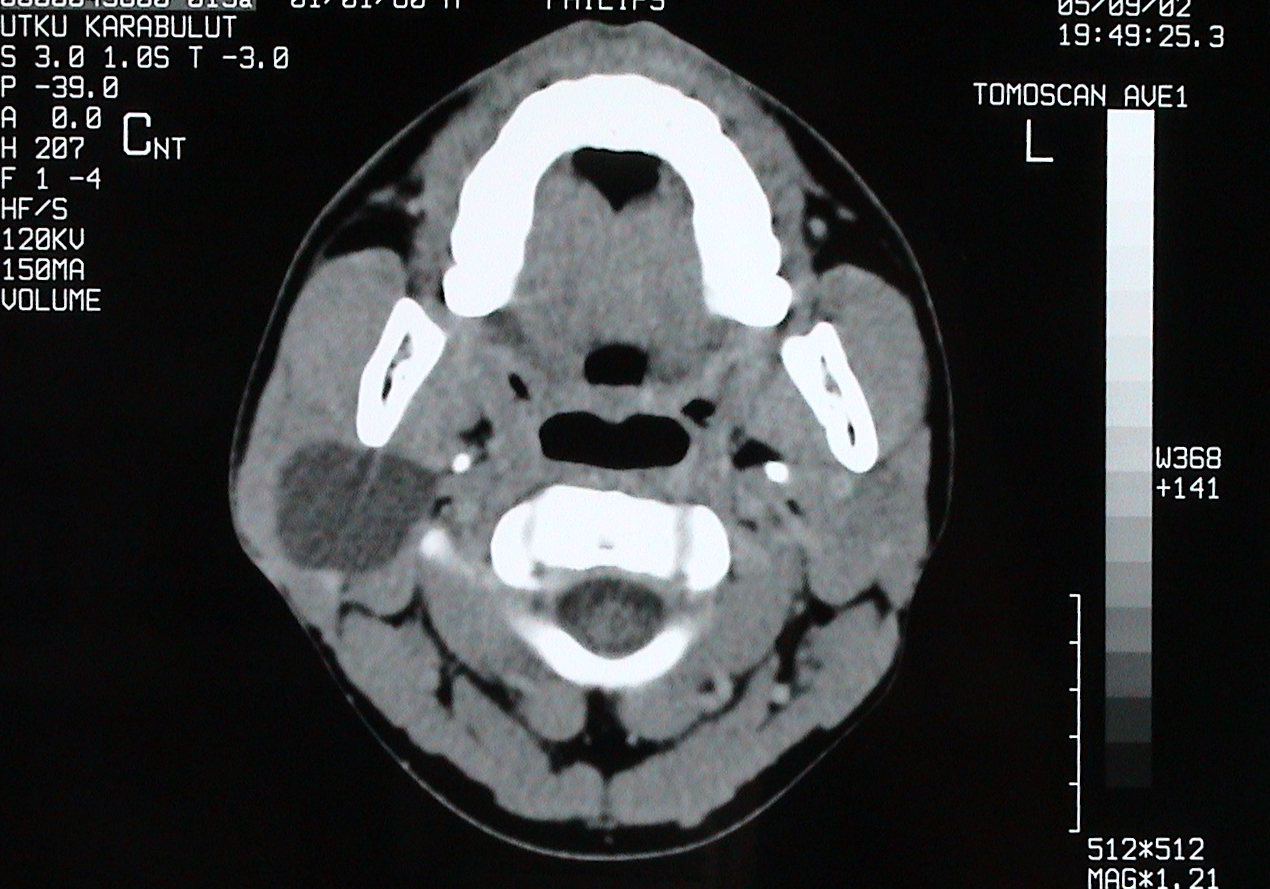 UTKU KARABULUT
S 3.0 1.0S T -3.0
P -39.0
A 0.0
H 207
F 1 -4
HF/S
120KV
150MA
VOLUME
CNT
PHILIPS
05/09/02
19:49:25.3
TOMOSCAN AVE1
L
W368
+141
512*512
MAG*1.21